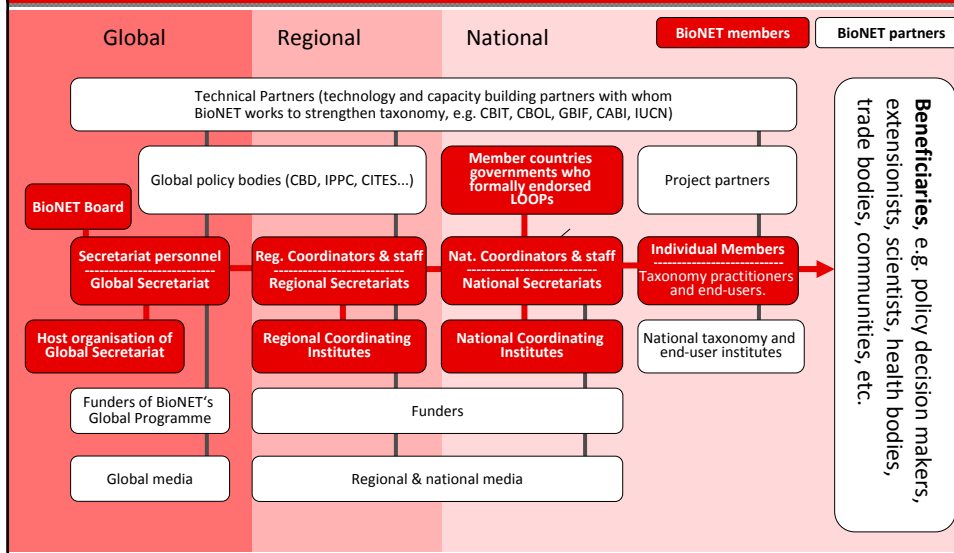 Global
Regional
National
BioNET members
BioNET partners
Technical Partners (technology and capacity building partners with whom
BioNET works to strengthen taxonomy, e.g. CBIT, CBOL, GBIF, CABI, IUCN)
Global policy bodies (CBD, IPPC, CITES...)
Member countries
governments who
formally endorsed
LOOPs
Project partners
BioNET Board
Secretariat personnel
Global Secretariat
Reg. Coordinators & staff
Regional Secretariats
Nat. Coordinators & staff
National Secretariats
Individual Members
Taxonomy practitioners
and end-users.
Host organisation of
Global Secretariat
Regional Coordinating
Institutes
National Coordinating
Institutes
National taxonomy and
end-user institutes
Funders of BioNET‘s
Global Programme
Funders
Global media
Regional & national media
Beneficiaries, e.g. policy decision makers,
extensionists, scientists, health bodies,
trade bodies, communities, etc.